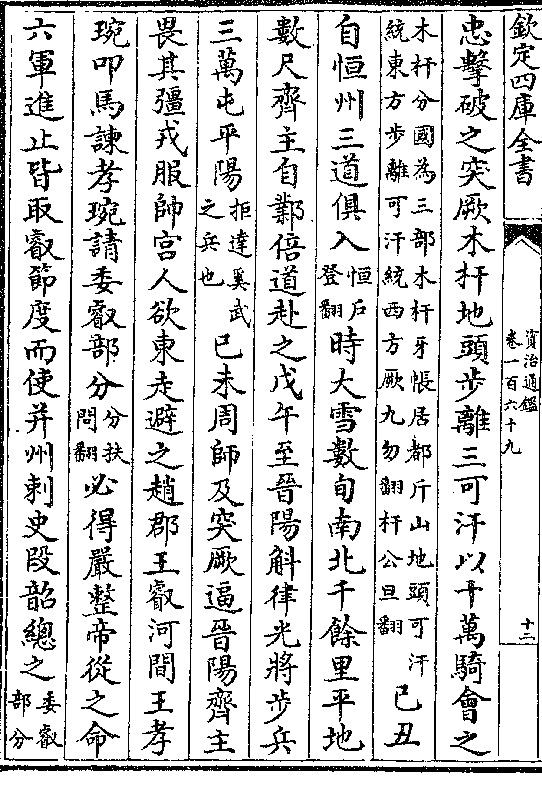 欽定四庫全書
資治通鑑
卷一百六十九
十二
忠擊破之突厥木杆地頭步離三可汗以十萬騎會之
木杆分國為三部木杆牙帳居都斤山地頭可汗
統東方步離可汗統西方厥九勿翻杆公旦翻
己丑
自恒州三道俱入
恒戶
登翻
時大雪數旬南北千餘里平地
數尺齊主自鄴倍道赴之戊午至晉陽斛律光將步兵
三萬屯平陽
拒達奚武
之兵也
己未周師及突厥逼晉陽齊主
畏其彊戎服帥宮人欲東走避之趙郡王叡河間王孝
琬叩馬諫孝琬請委叡部分
分扶
問翻
必得嚴整帝從之命
六軍進止皆取叡節度而使并州刺史段韶總之
委叡
部分